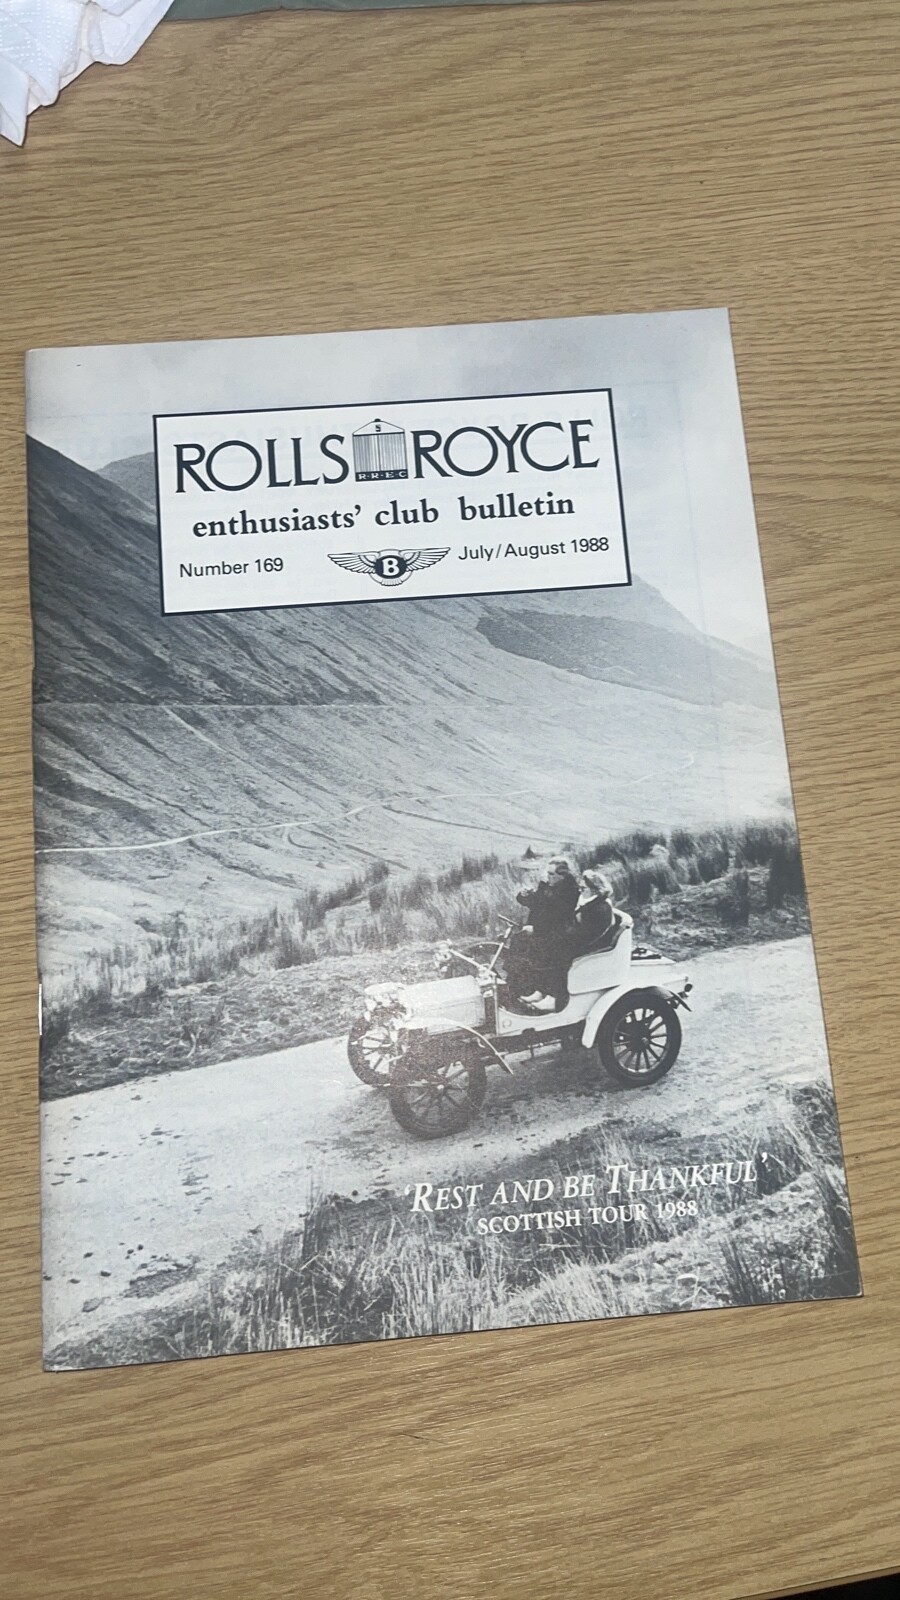 ROLLS ROYCE
R·R·E·C
enthusiasts' club bulletin
Number 169
B
July/August 1988
'REST AND BE THANKFUL'
SCOTTISH TOUR 1988